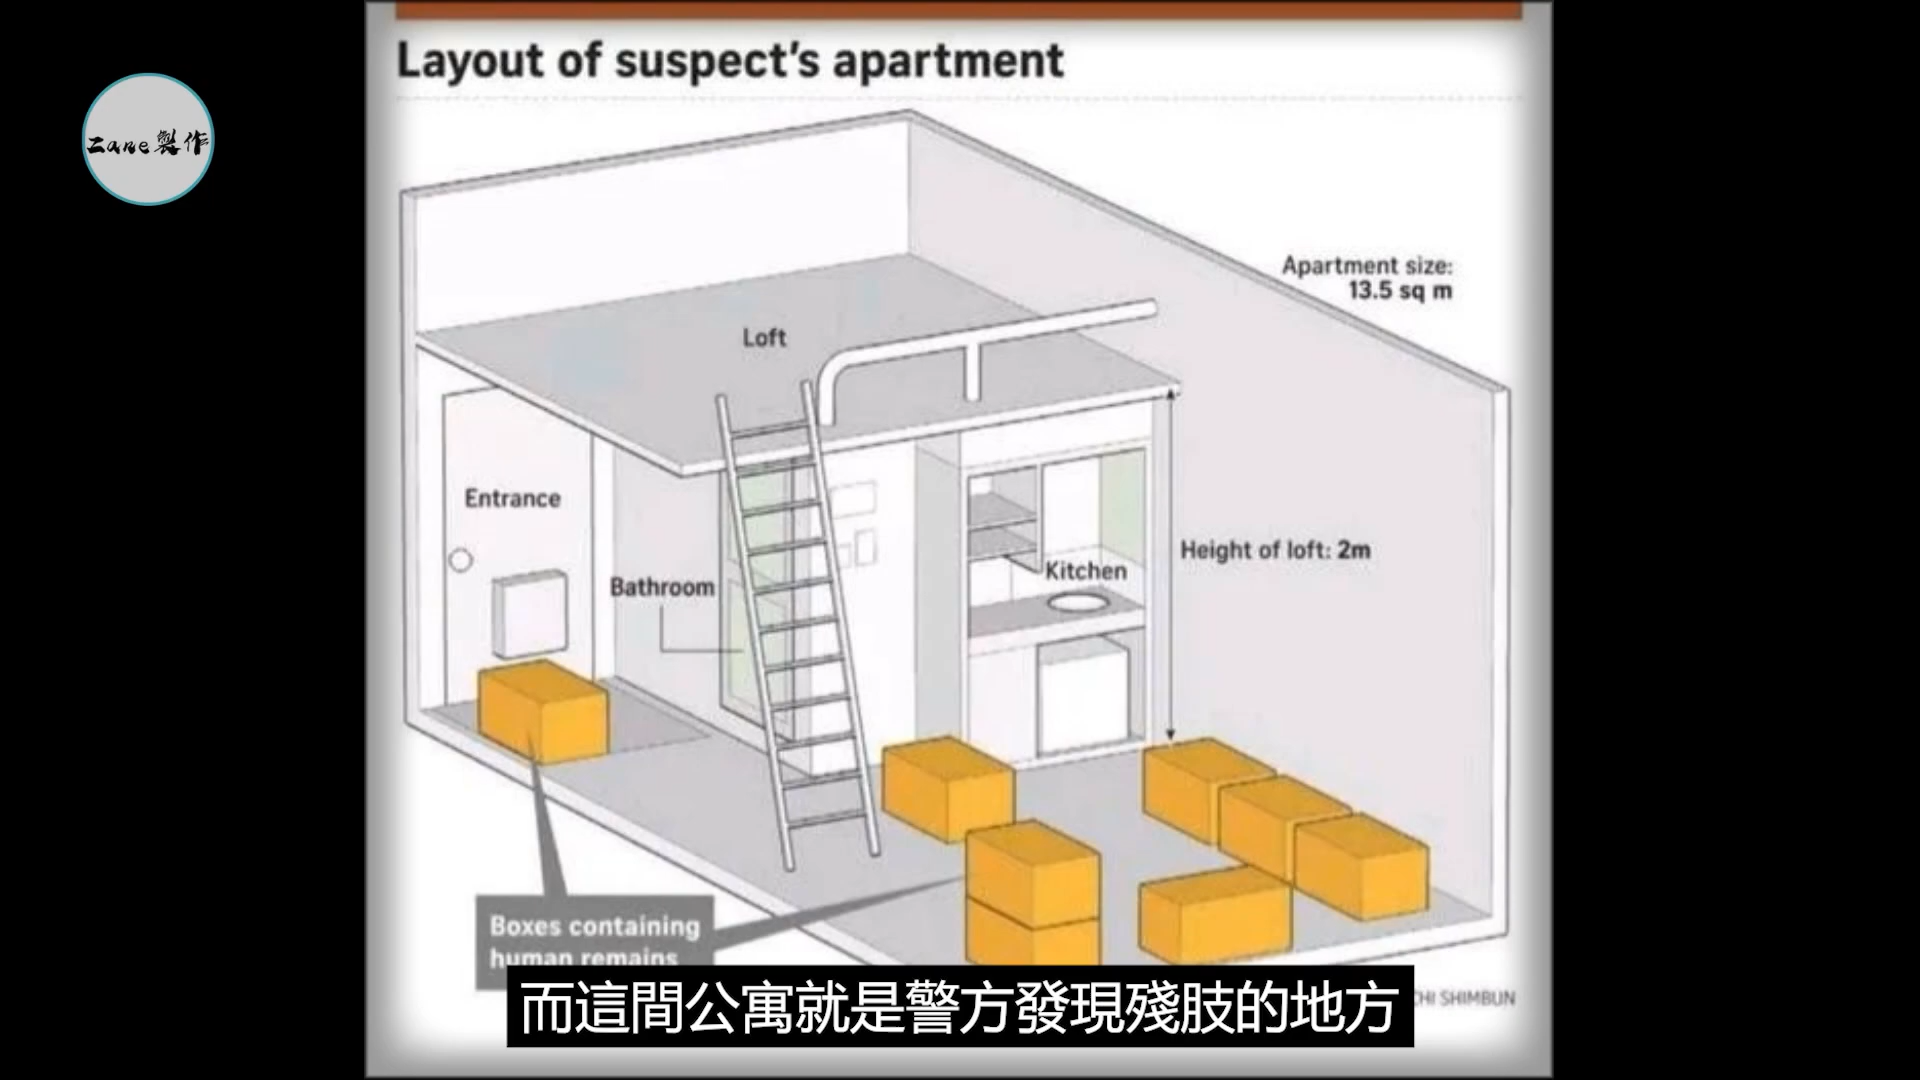 Layout of suspect's apartment
Zane製作
Apartment size:
13.5 sq m
Loft
Entrance
Bathroom
Kitchen
Height of loft: 2m
Boxes containing
human remains
而這間公寓就是警方發現殘肢的地方
SHIMBUN